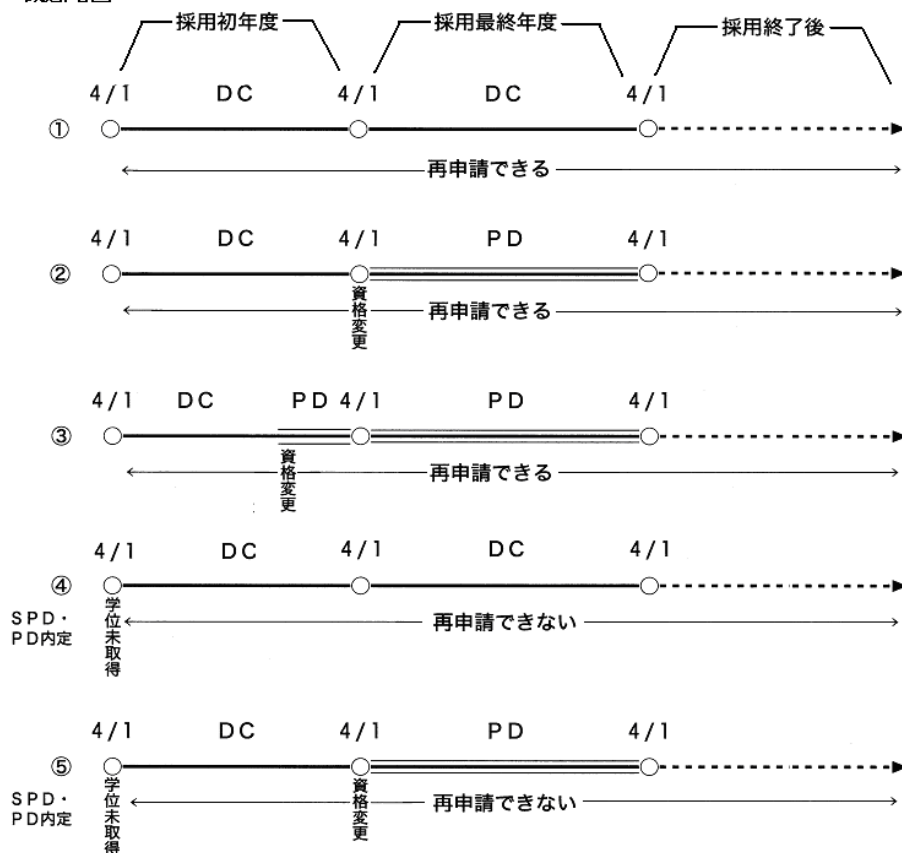 採用初年度 採用最終年度 採用終了後
4/1 DC 4/1 DC 4/1
①
再申請できる
4/1 DC 4/1 PD 4/1
②
資格変更
再申請できる
4/1 DC PD 4/1 PD 4/1
③
資格変更
再申請できる
4/1 DC 4/1 DC 4/1
④
SPD・
PD内定
学位未取得
再申請できない
4/1 DC 4/1 PD 4/1
⑤
SPD・
PD内定
学位未取得
資格変更
再申請できない